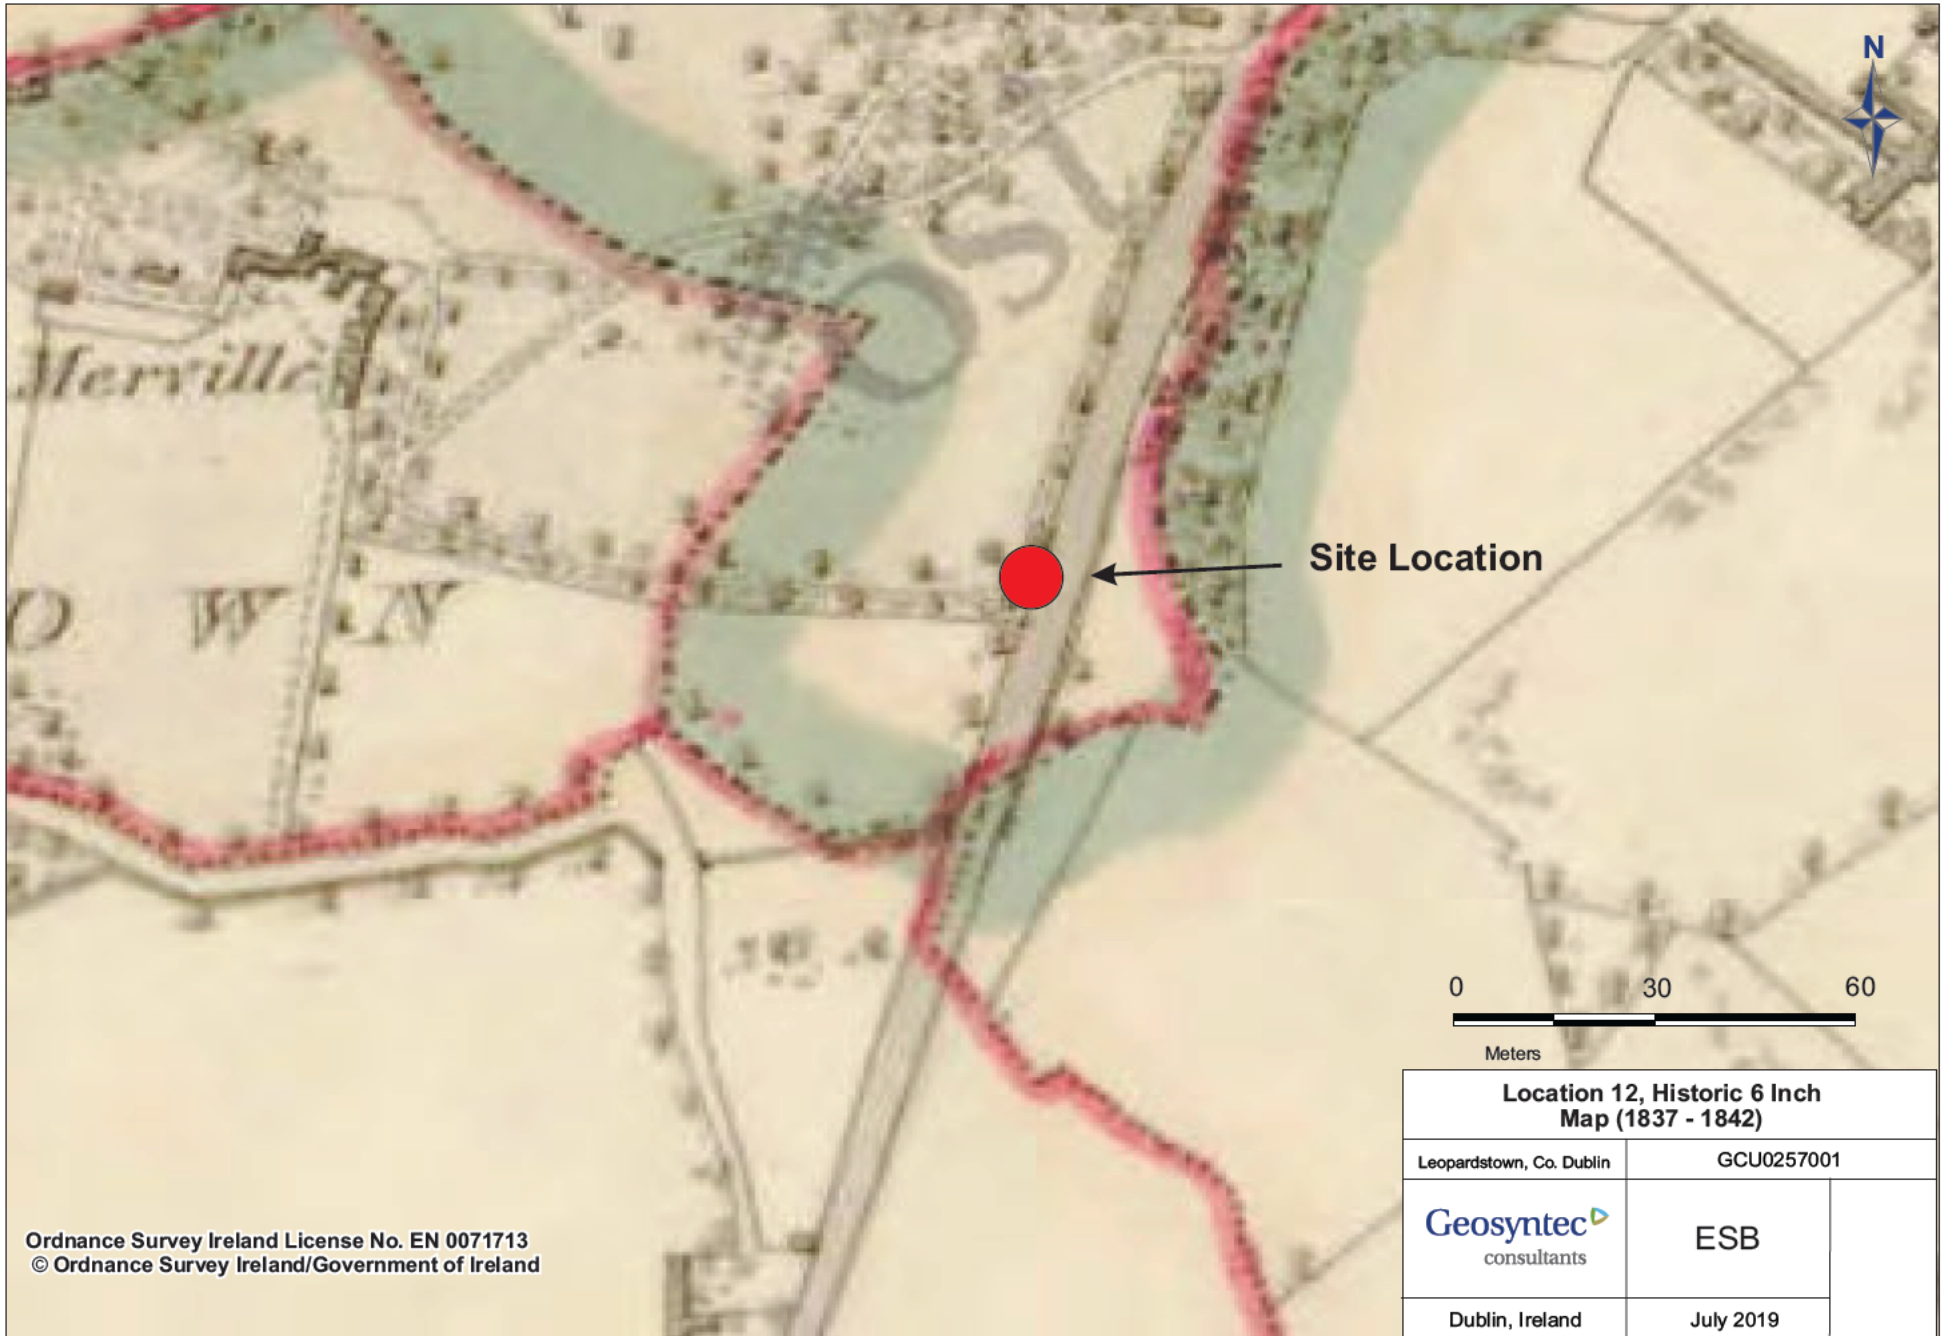 N
OSK
Merville
OWN
Site Location
0 30 60
Meters
Location 12, Historic 6 Inch
Map (1837 - 1842)
Leopardstown, Co. Dublin
GCU0257001
Geosyntec
consultants
ESB
Dublin, Ireland
July 2019
Ordnance Survey Ireland License No. EN 0071713
© Ordnance Survey Ireland/Government of Ireland